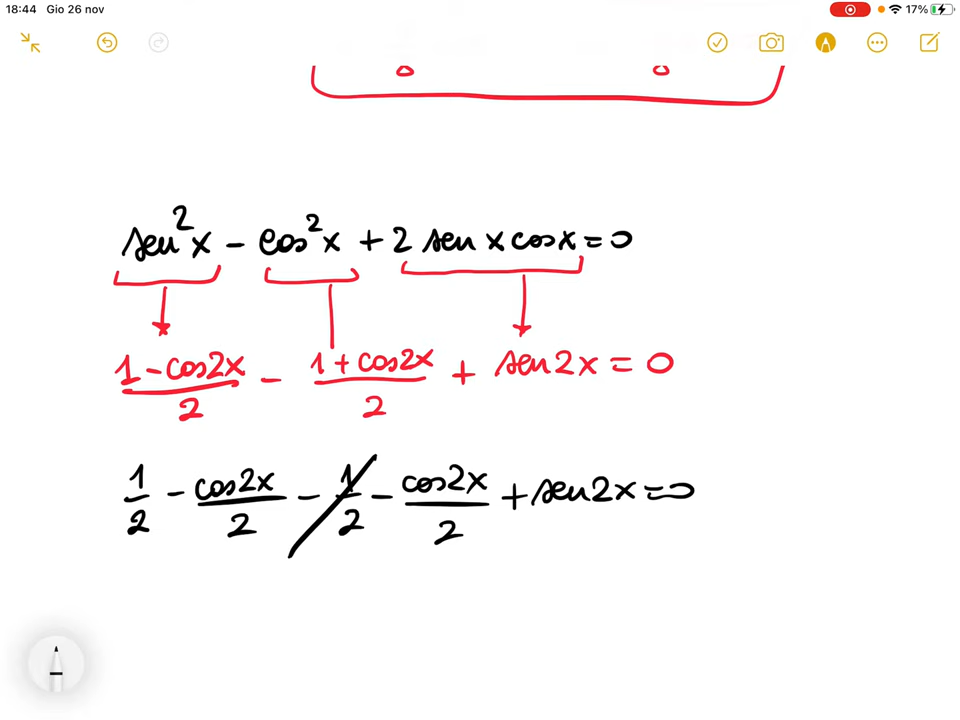 18:44 Gio 26 nov 17%
sen²x - cos²x + 2 sen x cosx = 0
1 - cos2x / 2 - 1 + cos2x / 2 + sen2x = 0
1/2 - cos2x/2 - 1/2 - cos2x/2 + sen2x = 0